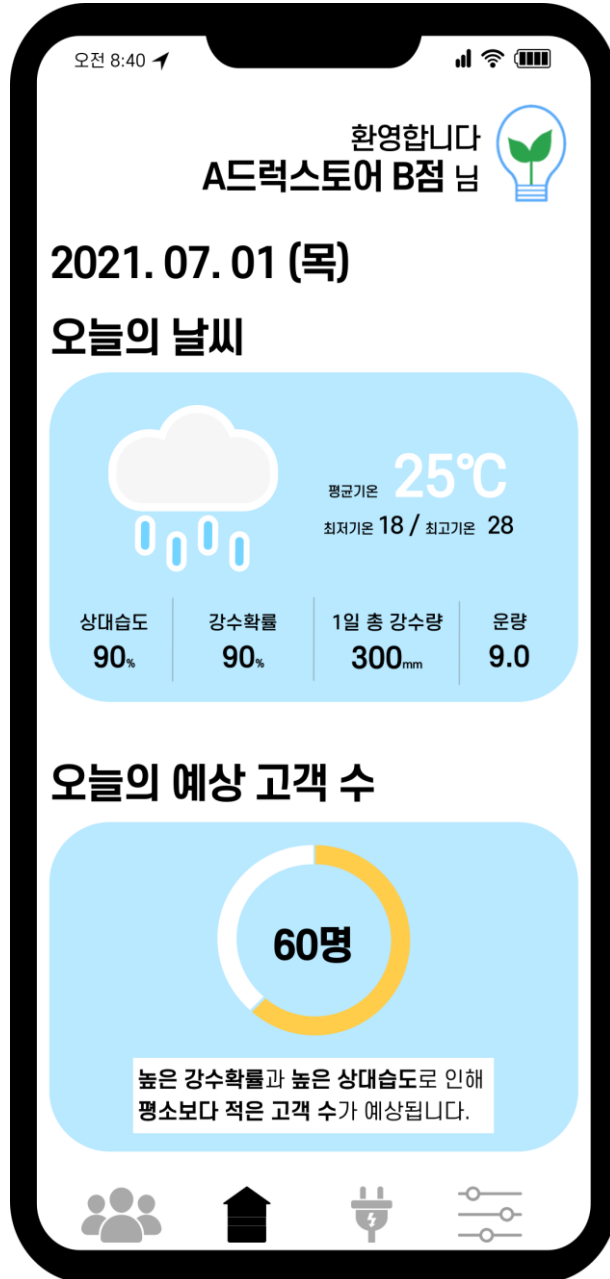 오전 8:40
환영합니다
A드럭스토어 B점 님
2021. 07. 01 (목)
오늘의 날씨
평균기온 25℃
최저기온 18 / 최고기온 28
상대습도 강수확률 1일 총 강수량 운량
90% 90% 300mm 9.0
오늘의 예상 고객 수
60명
높은 강수확률과 높은 상대습도로 인해
평소보다 적은 고객 수가 예상됩니다.